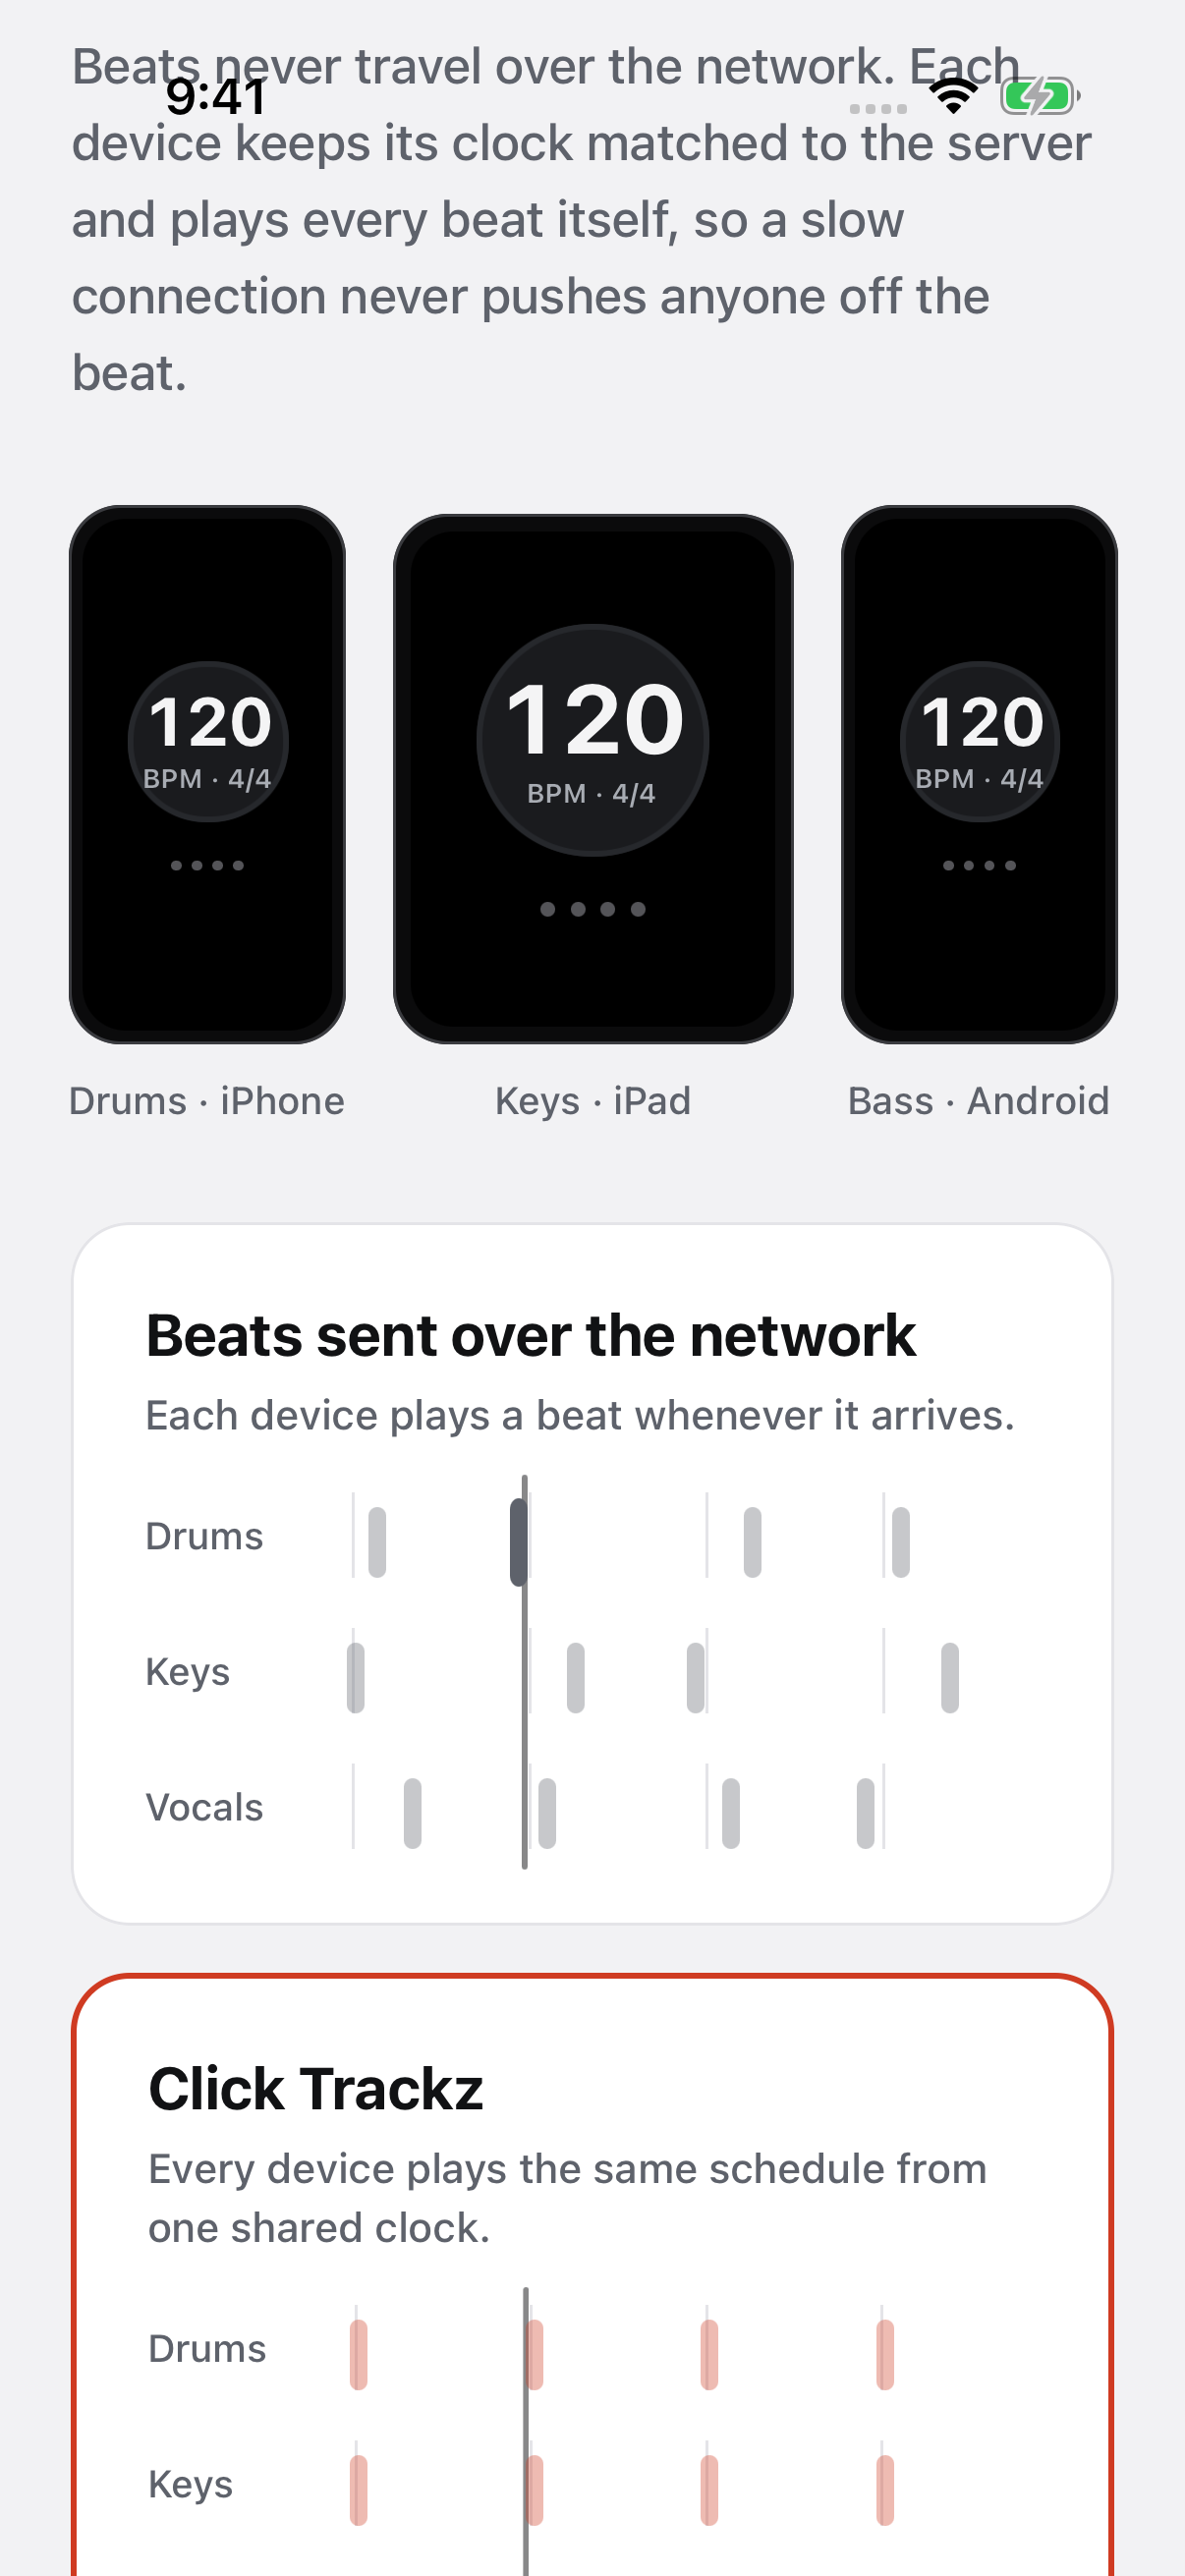 Beats never travel over the network. Each
9:41
device keeps its clock matched to the server
and plays every beat itself, so a slow
connection never pushes anyone off the
beat.
120
BPM · 4/4
120
BPM · 4/4
120
BPM · 4/4
Drums · iPhone
Keys · iPad
Bass · Android
Beats sent over the network
Each device plays a beat whenever it arrives.
Drums
Keys
Vocals
Click Trackz
Every device plays the same schedule from
one shared clock.
Drums
Keys